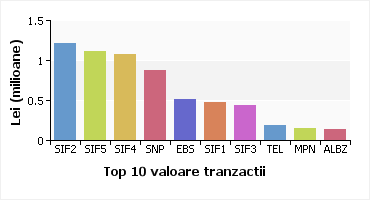 Lei (milioane)
1.5
1
0.5
0
SIF2 SIF5 SIF4 SNP EBS SIF1 SIF3 TEL MPN ALBZ
Top 10 valoare tranzactii